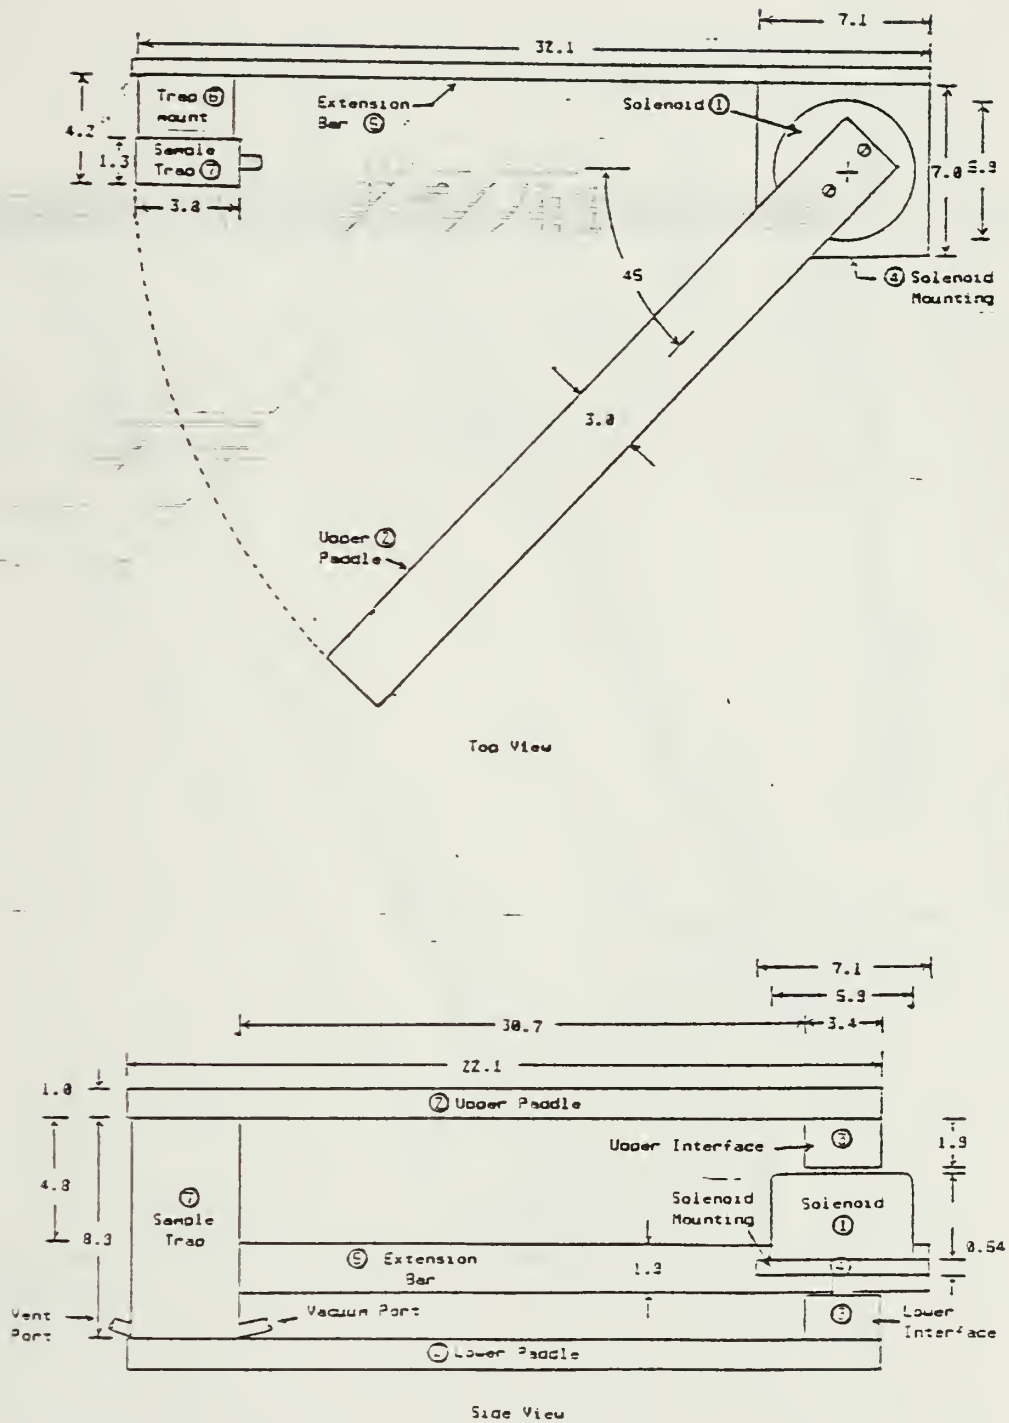 7.1
32.1
Trap ⑥
mount
Extension
Bar ⑤
Solenoid ①
4.2
1.3
Sample
Trap ⑦
3.8
7.0
5.9
45
④ Solenoid
Mounting
3.0
Upper ②
Paddle
Top View
7.1
5.9
30.7
3.4
22.1
1.0
② Upper Paddle
Upper Interface
③
1.9
4.8
8.3
⑦
Sample
Trap
Solenoid
Mounting
Solenoid
①
0.64
⑤ Extension
Bar
1.9
Vent
Port
Vacuum Port
Lower
Interface
Lower Paddle
Side View